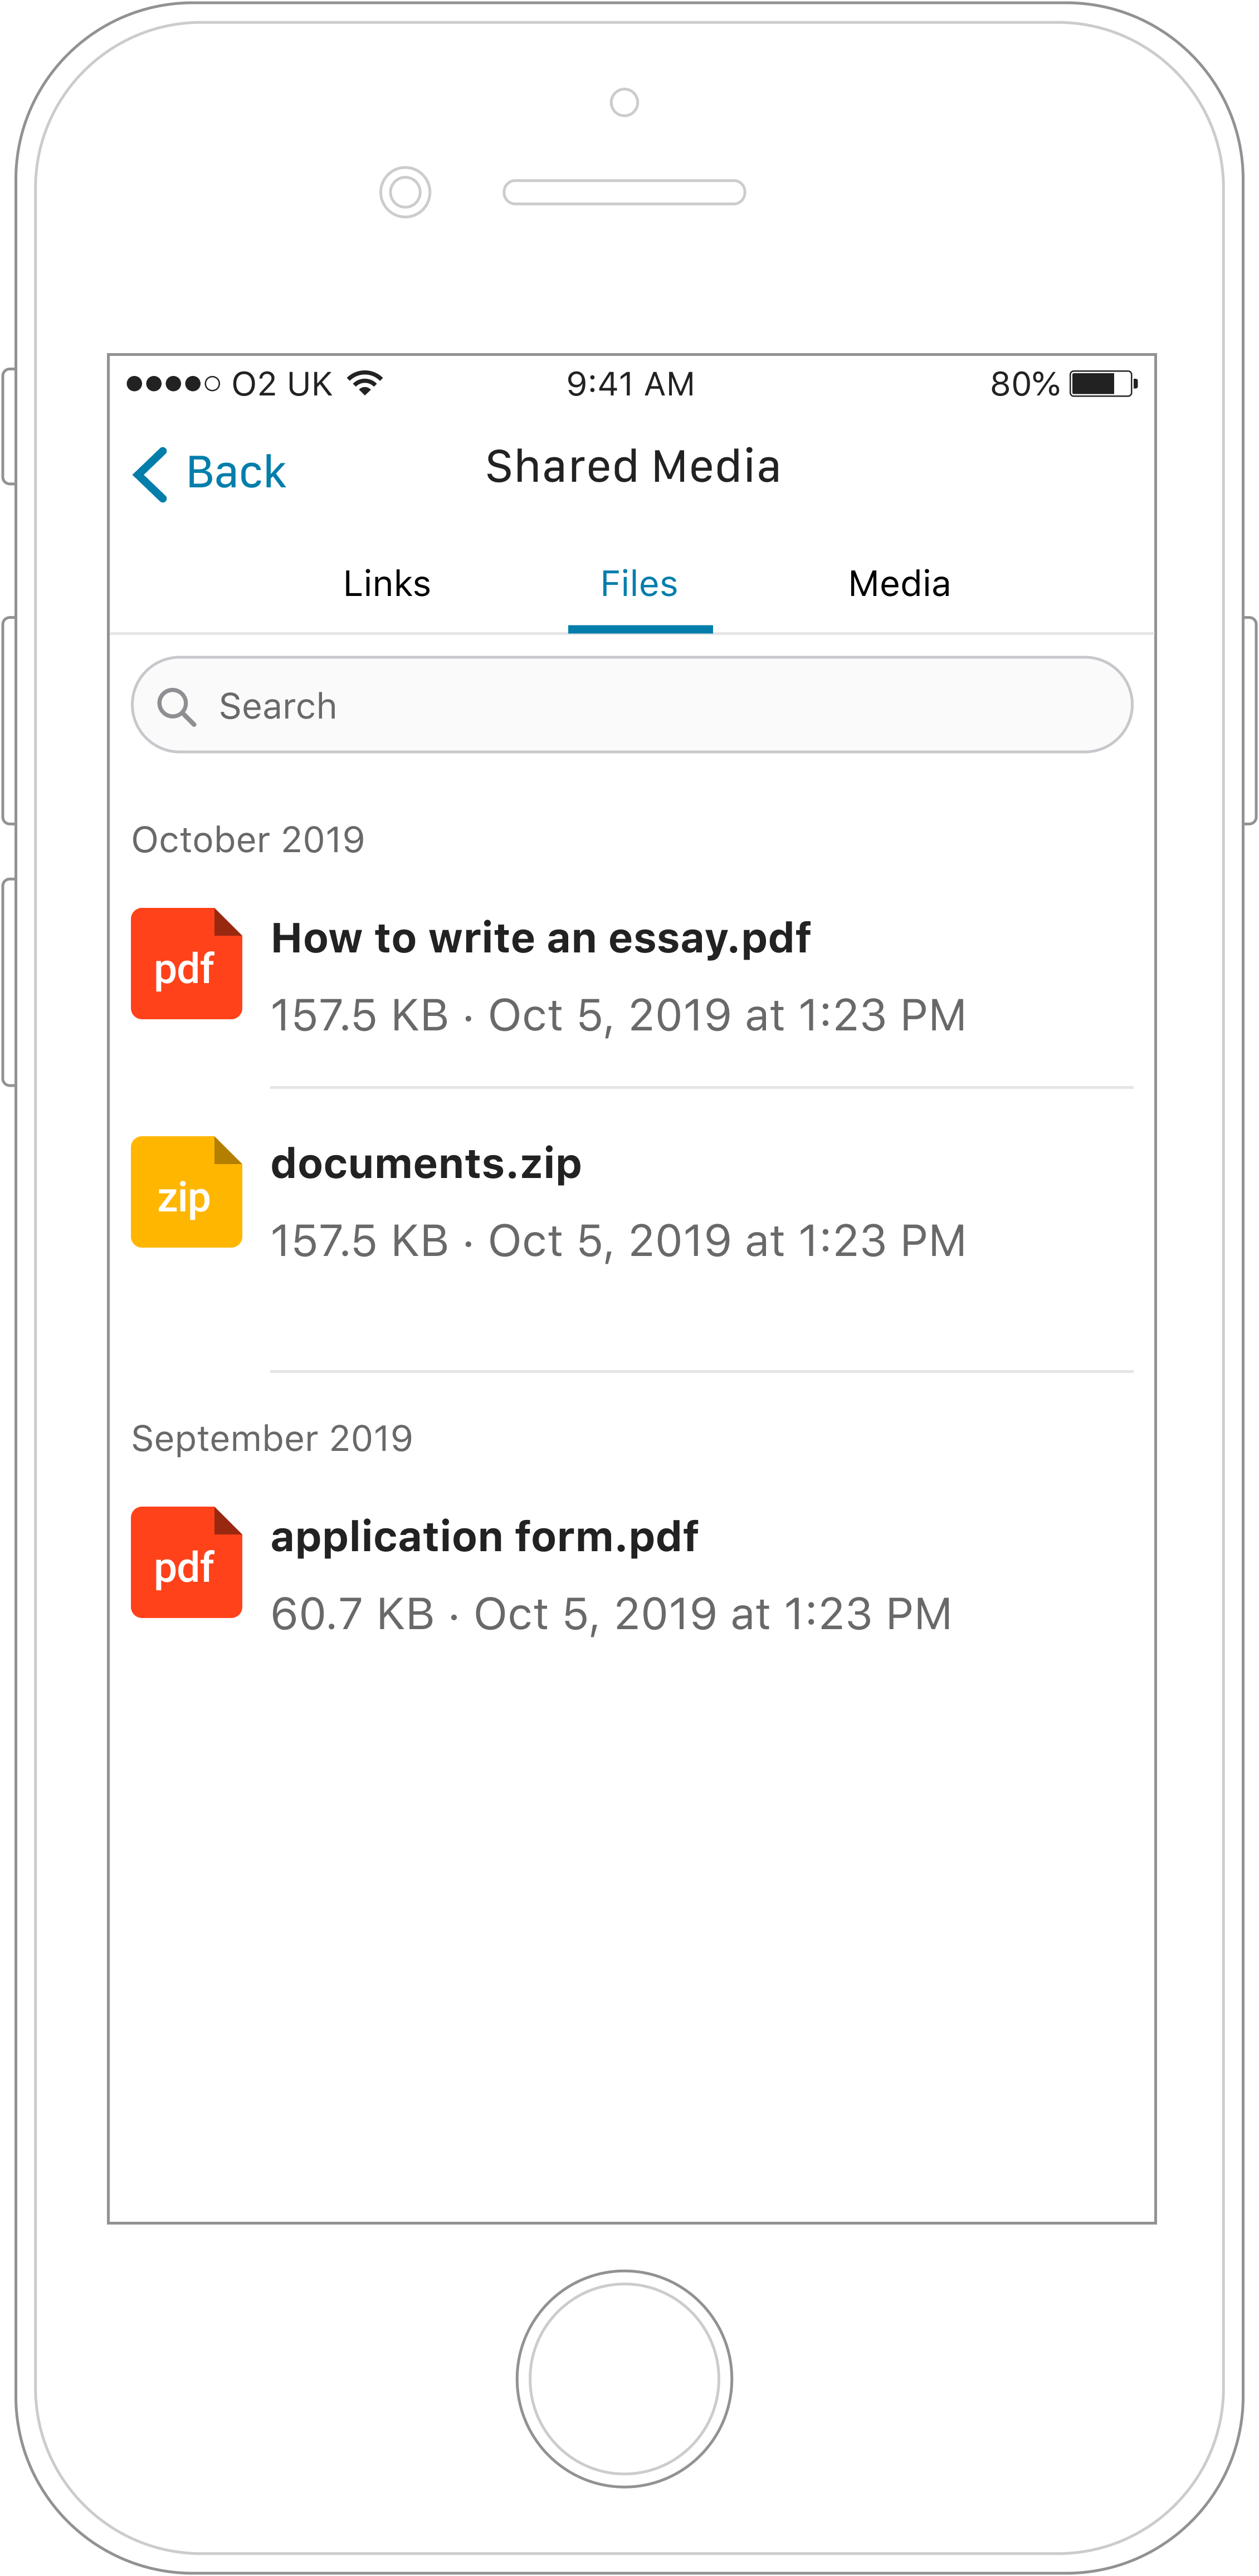 O2 UK 9:41 AM 80%
Back Shared Media
Links Files Media
Search
October 2019
How to write an essay.pdf
pdf
157.5 KB · Oct 5, 2019 at 1:23 PM
documents.zip
zip
157.5 KB · Oct 5, 2019 at 1:23 PM
September 2019
application form.pdf
pdf
60.7 KB · Oct 5, 2019 at 1:23 PM